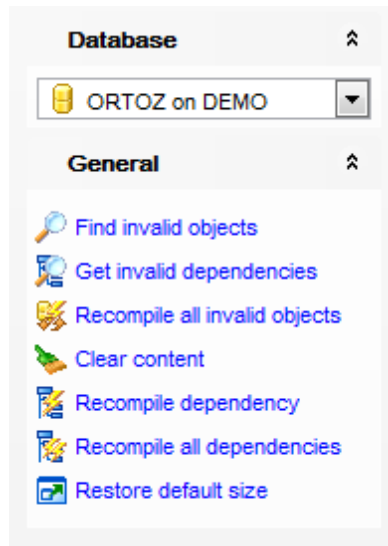 Database
ORTOZ on DEMO
General
Find invalid objects
Get invalid dependencies
Recompile all invalid objects
Clear content
Recompile dependency
Recompile all dependencies
Restore default size